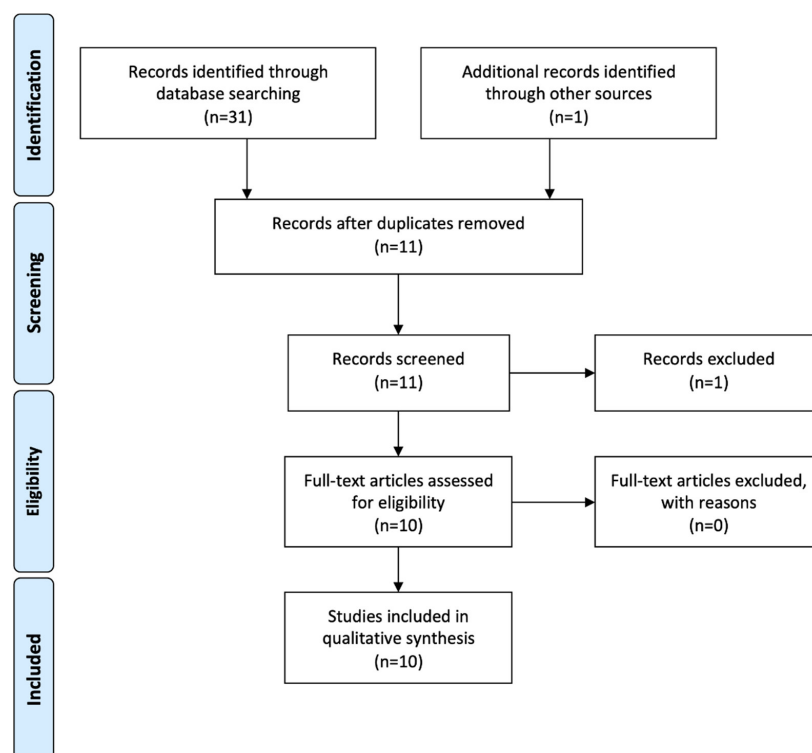 Identification
Records identified through
database searching
(n=31)
Additional records identified
through other sources
(n=1)
Screening
Records after duplicates removed
(n=11)
Records screened
(n=11)
Records excluded
(n=1)
Eligibility
Full-text articles assessed
for eligibility
(n=10)
Full-text articles excluded,
with reasons
(n=0)
Included
Studies included in
qualitative synthesis
(n=10)